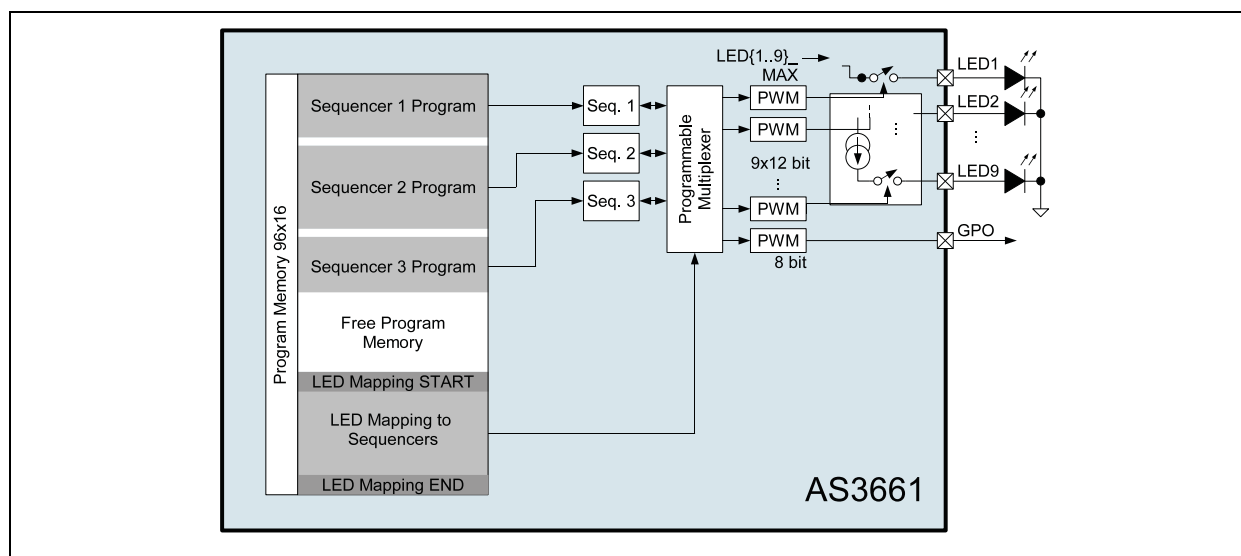 Program Memory 96x16
Sequencer 1 Program
Sequencer 2 Program
Sequencer 3 Program
Free Program
Memory
LED Mapping START
LED Mapping to
Sequencers
LED Mapping END
Seq. 1
Seq. 2
Seq. 3
Programmable
Multiplexer
LED{1..9}_
MAX
PWM
PWM
9x12 bit
...
PWM
PWM
8 bit
...
...
LED1
LED2
...
LED9
GPO
AS3661